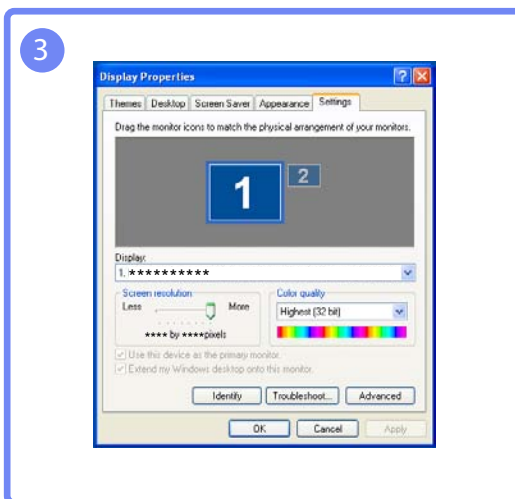 3
Display Properties
Themes Desktop Screen Saver Appearance Settings
Drag the monitor icons to match the physical arrangement of your monitors.
1 2
Display:
1. **********
Screen resolution Color quality
Less More Highest (32 bit)
**** by ****pixels
Use this device as the primary monitor.
Extend my Windows desktop onto this monitor.
Identify Troubleshoot... Advanced
OK Cancel Apply